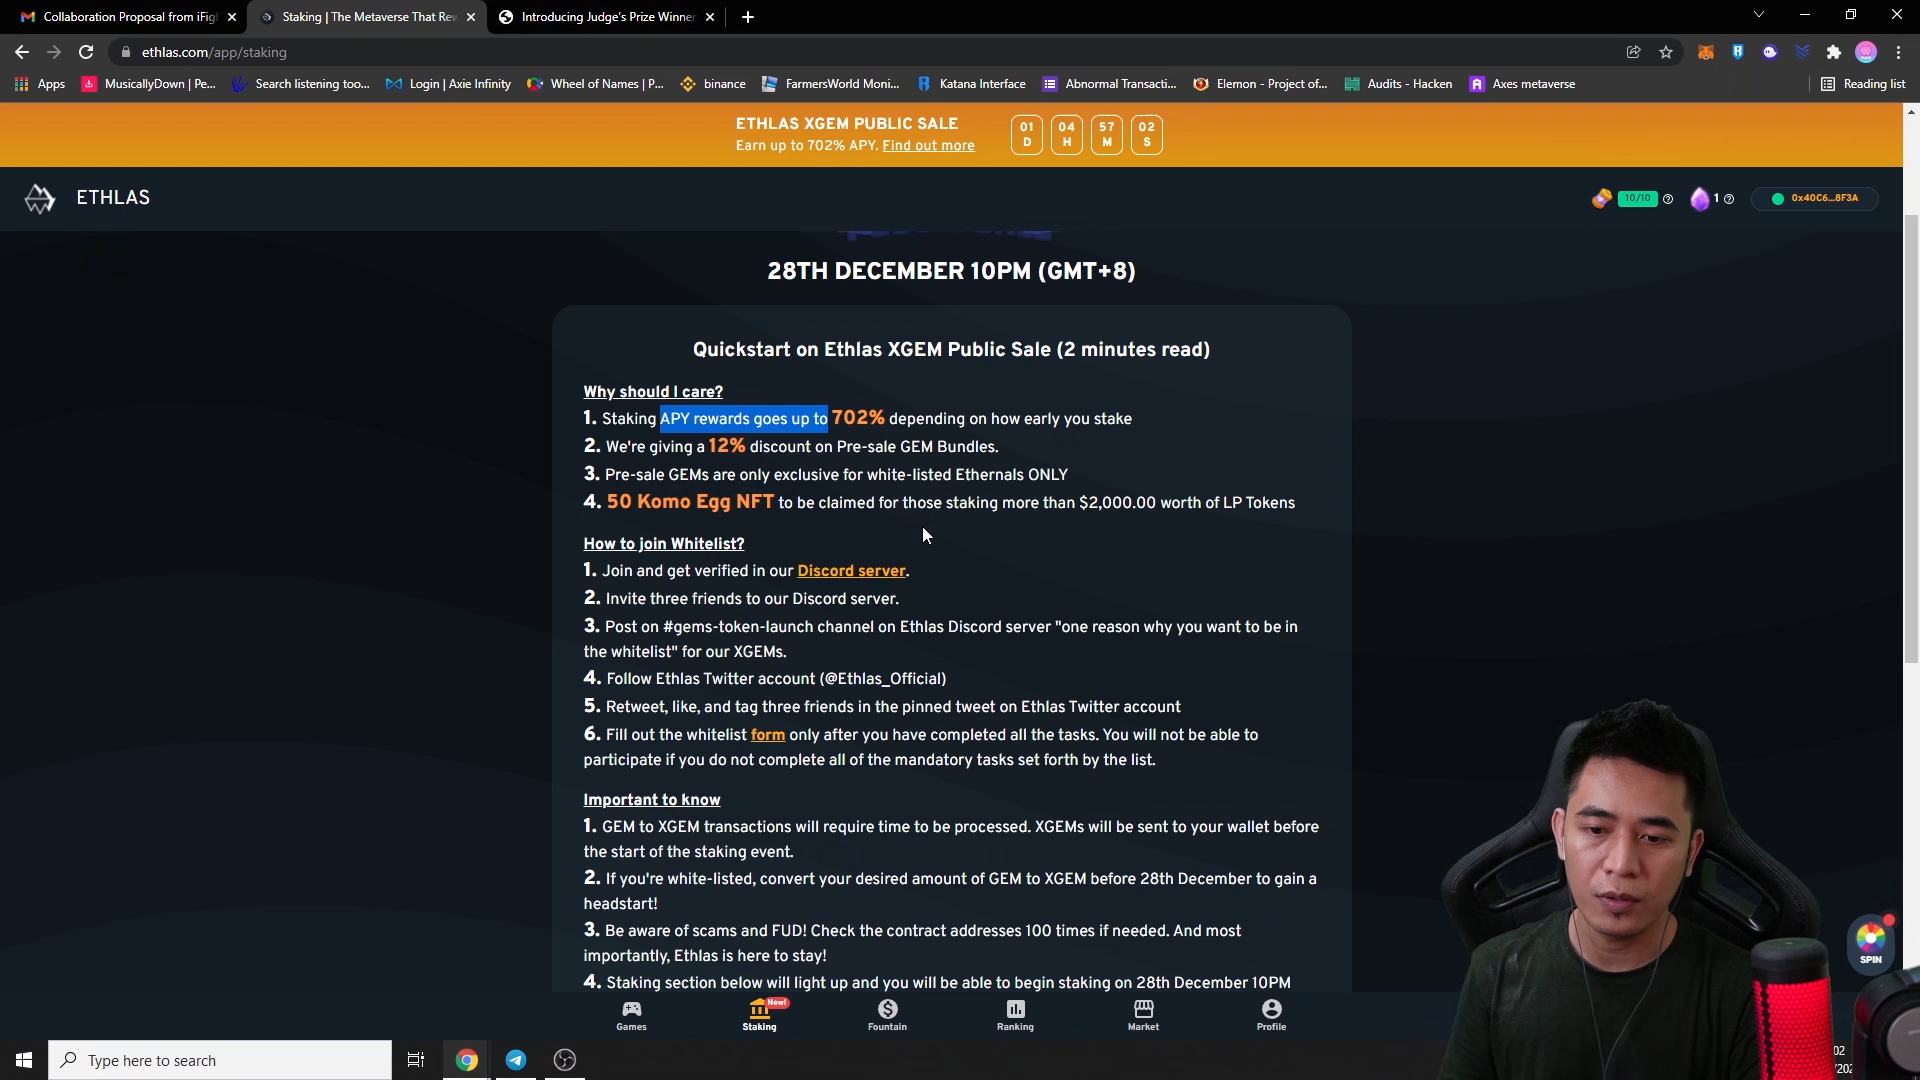 Collaboration Proposal from iFig
Staking | The Metaverse That Rew
Introducing Judge's Prize Winner
ethlas.com/app/staking
Apps
MusicallyDown | Pe...
Search listening too...
Login | Axie Infinity
Wheel of Names | P...
binance
FarmersWorld Moni...
Katana Interface
Abnormal Transacti...
Elemon - Project of...
Audits - Hacken
Axes metaverse
Reading list
ETHLAS XGEM PUBLIC SALE
Earn up to 702% APY. Find out more
01 D
04 H
57 M
02 S
ETHLAS
10/10
1
0x40C6...8F3A
28TH DECEMBER 10PM (GMT+8)
Quickstart on Ethlas XGEM Public Sale (2 minutes read)
Why should I care?
1. Staking APY rewards goes up to 702% depending on how early you stake
2. We're giving a 12% discount on Pre-sale GEM Bundles.
3. Pre-sale GEMs are only exclusive for white-listed Ethernals ONLY
4. 50 Komo Egg NFT to be claimed for those staking more than $2,000.00 worth of LP Tokens
How to join Whitelist?
1. Join and get verified in our Discord server.
2. Invite three friends to our Discord server.
3. Post on #gems-token-launch channel on Ethlas Discord server "one reason why you want to be in
the whitelist" for our XGEMs.
4. Follow Ethlas Twitter account (@Ethlas_Official)
5. Retweet, like, and tag three friends in the pinned tweet on Ethlas Twitter account
6. Fill out the whitelist form only after you have completed all the tasks. You will not be able to
participate if you do not complete all of the mandatory tasks set forth by the list.
Important to know
1. GEM to XGEM transactions will require time to be processed. XGEMs will be sent to your wallet before
the start of the staking event.
2. If you're white-listed, convert your desired amount of GEM to XGEM before 28th December to gain a
headstart!
3. Be aware of scams and FUD! Check the contract addresses 100 times if needed. And most
importantly, Ethlas is here to stay!
4. Staking section below will light up and you will be able to begin staking on 28th December 10PM
SPIN
New!
Games
Staking
Fountain
Ranking
Market
Profile
Type here to search